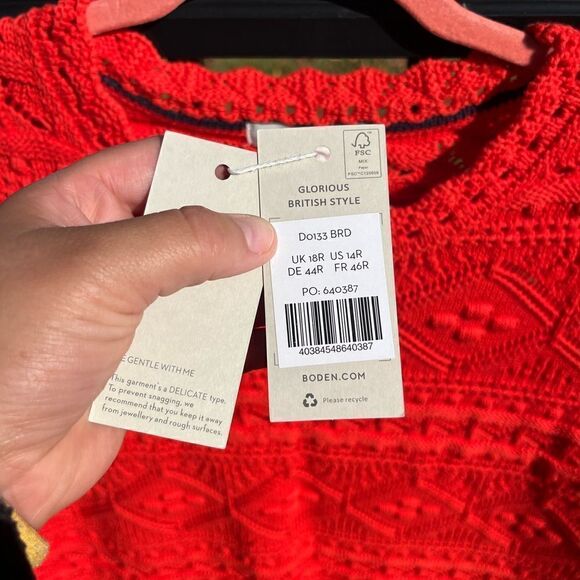 FSC
MIX
Paper
GLORIOUS
BRITISH STYLE
D0133 BRD
UK 18R US 14R
DE 44R FR 46R
PO: 640387
40384548640387
BODEN.COM
Please recycle
GENTLE WITH ME
This garment's a DELICATE type.
To prevent snagging, we
recommend that you keep it away
from jewellery and rough surfaces.